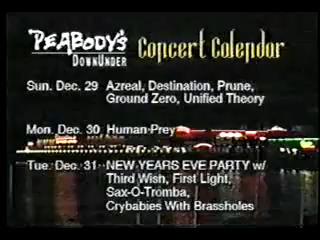 PEABODY'S
DOWNUNDER
Concert Calendar
Sun. Dec. 29 Azreal, Destination, Prune,
Ground Zero, Unified Theory
Mon. Dec. 30 Human Prey
Tue. Dec. 31 NEW YEARS EVE PARTY w/
Third Wish, First Light,
Sax-O-Tromba,
Crybabies With Brassholes